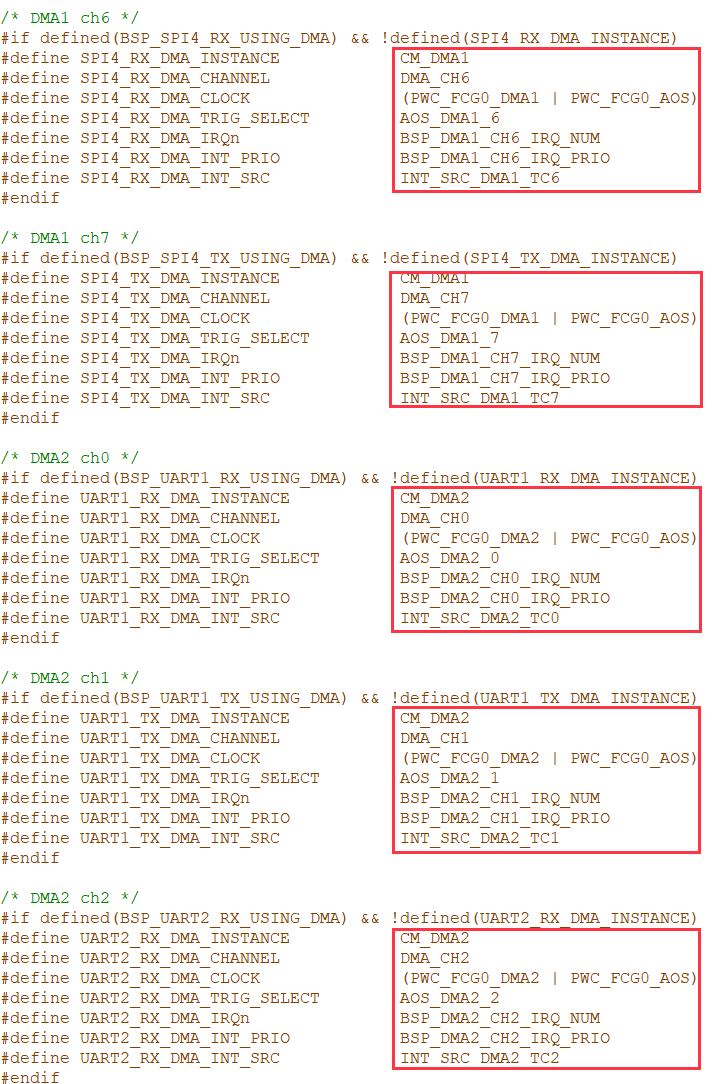 /* DMA1 ch6 */
#if defined(BSP_SPI4_RX_USING_DMA) && !defined(SPI4_RX_DMA_INSTANCE)
#define SPI4_RX_DMA_INSTANCE            CM_DMA1
#define SPI4_RX_DMA_CHANNEL             DMA_CH6
#define SPI4_RX_DMA_CLOCK               (PWC_FCG0_DMA1 | PWC_FCG0_AOS)
#define SPI4_RX_DMA_TRIG_SELECT         AOS_DMA1_6
#define SPI4_RX_DMA_IRQn                BSP_DMA1_CH6_IRQ_NUM
#define SPI4_RX_DMA_INT_PRIO            BSP_DMA1_CH6_IRQ_PRIO
#define SPI4_RX_DMA_INT_SRC             INT_SRC_DMA1_TC6
#endif

/* DMA1 ch7 */
#if defined(BSP_SPI4_TX_USING_DMA) && !defined(SPI4_TX_DMA_INSTANCE)
#define SPI4_TX_DMA_INSTANCE            CM_DMA1
#define SPI4_TX_DMA_CHANNEL             DMA_CH7
#define SPI4_TX_DMA_CLOCK               (PWC_FCG0_DMA1 | PWC_FCG0_AOS)
#define SPI4_TX_DMA_TRIG_SELECT         AOS_DMA1_7
#define SPI4_TX_DMA_IRQn                BSP_DMA1_CH7_IRQ_NUM
#define SPI4_TX_DMA_INT_PRIO            BSP_DMA1_CH7_IRQ_PRIO
#define SPI4_TX_DMA_INT_SRC             INT_SRC_DMA1_TC7
#endif

/* DMA2 ch0 */
#if defined(BSP_UART1_RX_USING_DMA) && !defined(UART1_RX_DMA_INSTANCE)
#define UART1_RX_DMA_INSTANCE           CM_DMA2
#define UART1_RX_DMA_CHANNEL            DMA_CH0
#define UART1_RX_DMA_CLOCK              (PWC_FCG0_DMA2 | PWC_FCG0_AOS)
#define UART1_RX_DMA_TRIG_SELECT        AOS_DMA2_0
#define UART1_RX_DMA_IRQn               BSP_DMA2_CH0_IRQ_NUM
#define UART1_RX_DMA_INT_PRIO           BSP_DMA2_CH0_IRQ_PRIO
#define UART1_RX_DMA_INT_SRC            INT_SRC_DMA2_TC0
#endif

/* DMA2 ch1 */
#if defined(BSP_UART1_TX_USING_DMA) && !defined(UART1_TX_DMA_INSTANCE)
#define UART1_TX_DMA_INSTANCE           CM_DMA2
#define UART1_TX_DMA_CHANNEL            DMA_CH1
#define UART1_TX_DMA_CLOCK              (PWC_FCG0_DMA2 | PWC_FCG0_AOS)
#define UART1_TX_DMA_TRIG_SELECT        AOS_DMA2_1
#define UART1_TX_DMA_IRQn               BSP_DMA2_CH1_IRQ_NUM
#define UART1_TX_DMA_INT_PRIO           BSP_DMA2_CH1_IRQ_PRIO
#define UART1_TX_DMA_INT_SRC            INT_SRC_DMA2_TC1
#endif

/* DMA2 ch2 */
#if defined(BSP_UART2_RX_USING_DMA) && !defined(UART2_RX_DMA_INSTANCE)
#define UART2_RX_DMA_INSTANCE           CM_DMA2
#define UART2_RX_DMA_CHANNEL            DMA_CH2
#define UART2_RX_DMA_CLOCK              (PWC_FCG0_DMA2 | PWC_FCG0_AOS)
#define UART2_RX_DMA_TRIG_SELECT        AOS_DMA2_2
#define UART2_RX_DMA_IRQn               BSP_DMA2_CH2_IRQ_NUM
#define UART2_RX_DMA_INT_PRIO           BSP_DMA2_CH2_IRQ_PRIO
#define UART2_RX_DMA_INT_SRC            INT_SRC_DMA2_TC2
#endif